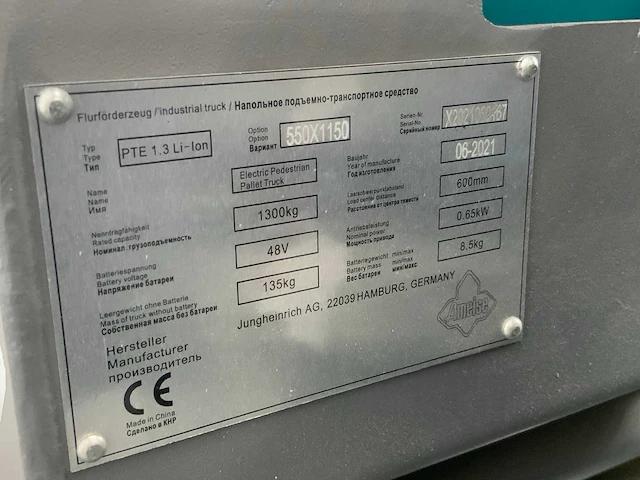 Flurförderzeug / industrial truck / Напольное подъемно-транспортное средство
Typ
Type
Тип
PTE 1.3 Li-Ion
Option
Option
Вариант
550X1150
Serien-Nr.
Serial-No.
Серийный номер
Name
Name
Имя
Electric Pedestrian
Pallet Truck
Baujahr
Year of manufacture
Год изготовления
06-2021
Nenntragfähigkeit
Rated capacity
Номинал. грузоподъемность
1300kg
Lastschwerpunktabstand
Load center distance
Расстояние от центра тяжести
600mm
Batteriespannung
Battery voltage
Напряжение батареи
48V
Antriebsleistung
Nominal power
Мощность привода
0.65kW
Leergewicht ohne Batterie
Mass of truck without battery
Собственная масса без батареи
135kg
Batteriegewicht min/max
Battery mass min/max
Вес батареи мин/макс
8.5kg
Hersteller
Manufacturer
производитель
Jungheinrich AG, 22039 HAMBURG, GERMANY
Ameise
CE
Made in China
Сделано в КНР